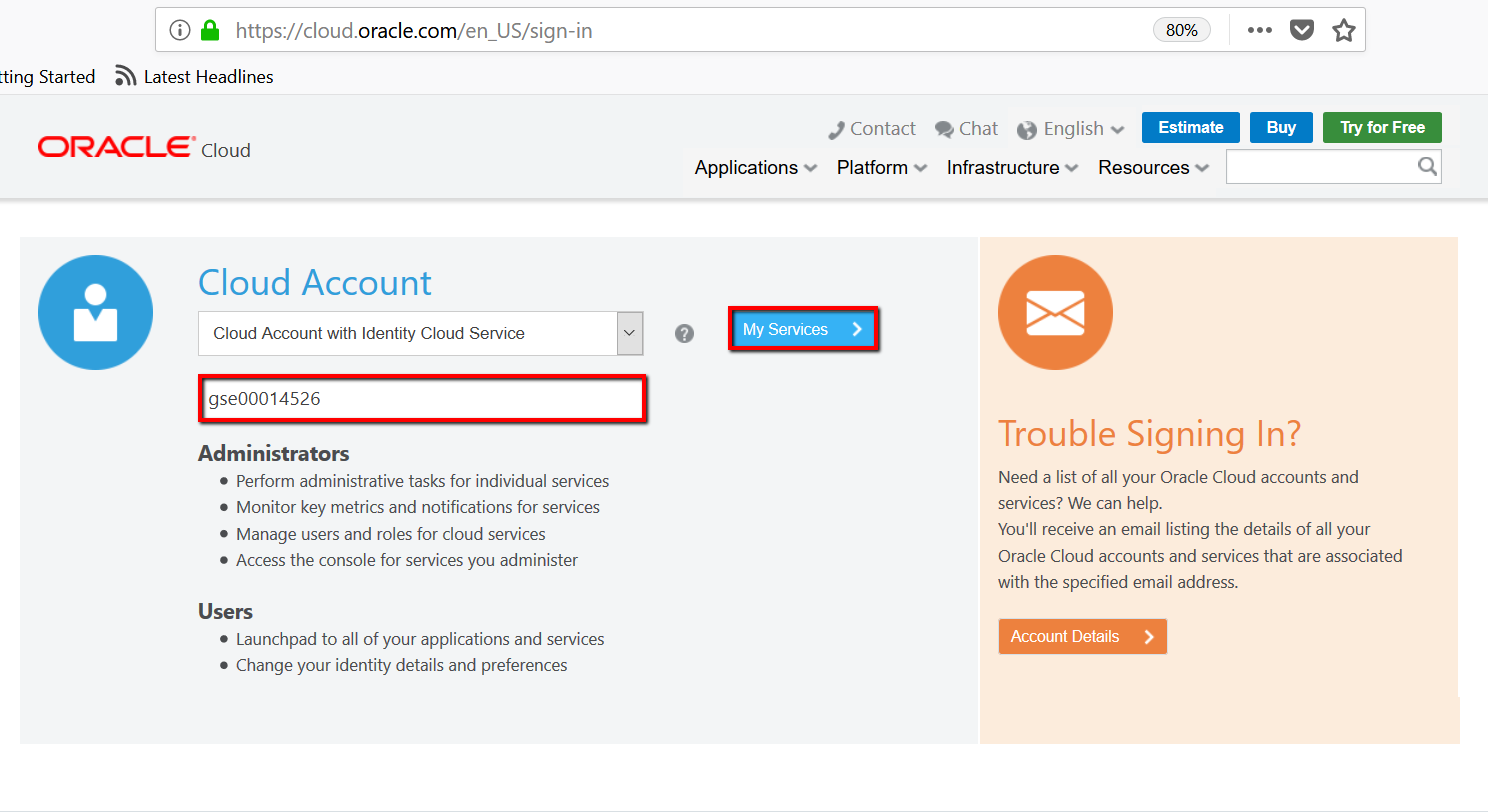 https://cloud.oracle.com/en_US/sign-in
80%
tting Started
Latest Headlines
ORACLE® Cloud
Contact
Chat
English
Estimate
Buy
Try for Free
Applications
Platform
Infrastructure
Resources
Cloud Account
Cloud Account with Identity Cloud Service
?
My Services
gse00014526
Administrators
• Perform administrative tasks for individual services
• Monitor key metrics and notifications for services
• Manage users and roles for cloud services
• Access the console for services you administer
Users
• Launchpad to all of your applications and services
• Change your identity details and preferences
Trouble Signing In?
Need a list of all your Oracle Cloud accounts and
services? We can help.
You'll receive an email listing the details of all your
Oracle Cloud accounts and services that are associated
with the specified email address.
Account Details